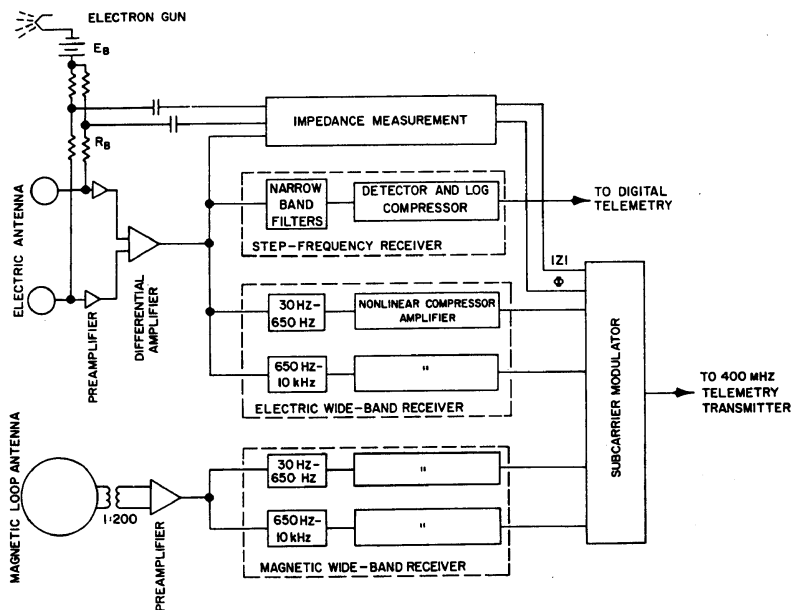 ELECTRON GUN
EB
RB
ELECTRIC ANTENNA
PREAMPLIFIER
DIFFERENTIAL
AMPLIFIER
IMPEDANCE MEASUREMENT
NARROW
BAND
FILTERS
DETECTOR AND LOG
COMPRESSOR
STEP-FREQUENCY RECEIVER
TO DIGITAL
TELEMETRY
|Z|
Φ
30 HZ-
650 HZ
NONLINEAR COMPRESSOR
AMPLIFIER
650 HZ-
10 kHZ
"
ELECTRIC WIDE-BAND RECEIVER
SUBCARRIER MODULATOR
TO 400 MHZ
TELEMETRY
TRANSMITTER
MAGNETIC LOOP ANTENNA
1:200
PREAMPLIFIER
30 HZ-
650 HZ
"
650 HZ-
10 kHZ
"
MAGNETIC WIDE-BAND RECEIVER